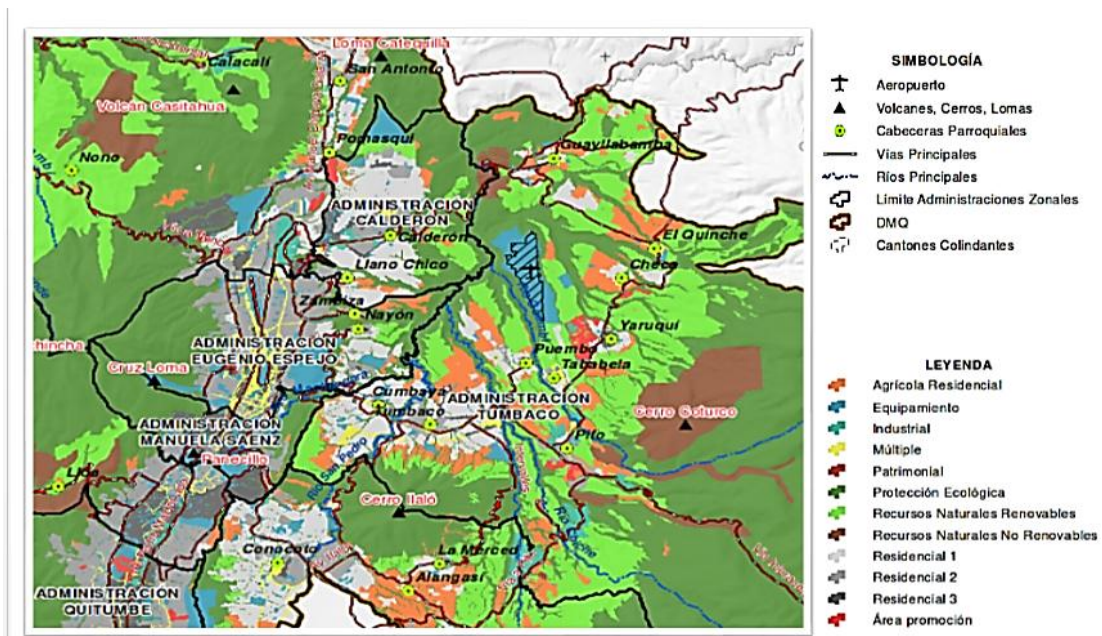 Loma Catequilla
Calacalí
San Antonio
Volcán Casitahua
Pomasqui
Nono
Guayllabamba
ADMINISTRACIÓN
CALDERÓN
Calderón
El Quinche
Llano Chico
Checa
Zámbiza
Nayón
Yaruquí
ADMINISTRACIÓN
EUGENIO ESPEJO
Puembo
Tababela
Cruz Loma
Cumbayá
ADMINISTRACIÓN
TUMBACO
Tumbaco
Cerro Coturco
ADMINISTRACIÓN
MANUELA SAENZ
Panecillo
Pifo
Lloa
Río San Pedro
Cerro Ilaló
Conocoto
La Merced
Alangasí
ADMINISTRACIÓN
QUITUMBE
SIMBOLOGÍA
Aeropuerto
Volcanes, Cerros, Lomas
Cabeceras Parroquiales
Vías Principales
Ríos Principales
Límite Administraciones Zonales
DMQ
Cantones Colindantes
LEYENDA
Agrícola Residencial
Equipamiento
Industrial
Múltiple
Patrimonial
Protección Ecológica
Recursos Naturales Renovables
Recursos Naturales No Renovables
Residencial 1
Residencial 2
Residencial 3
Área promoción